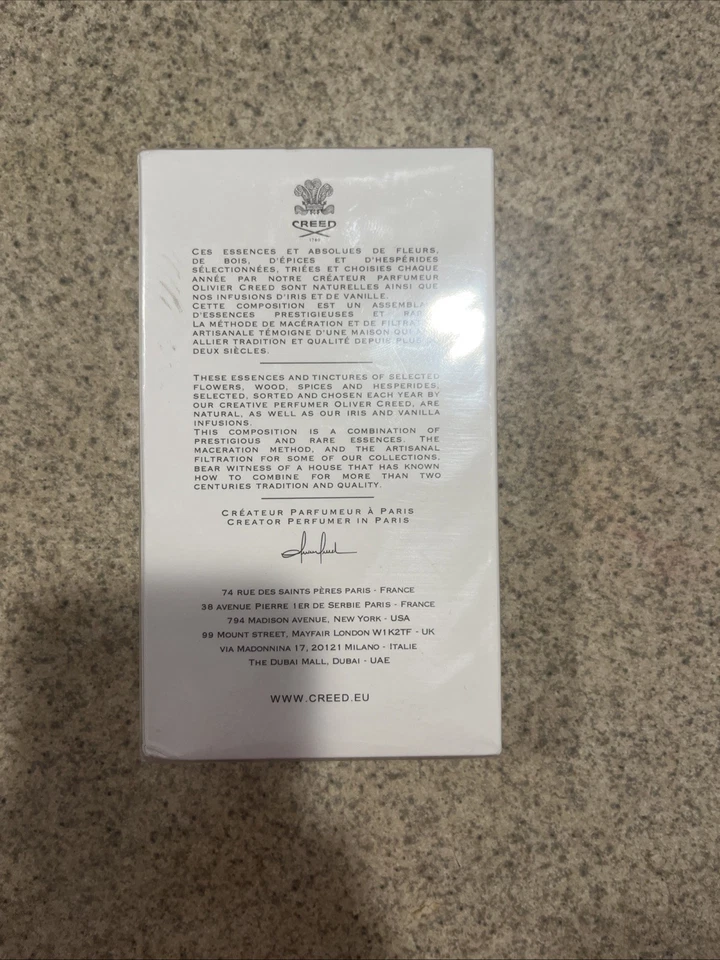 CREED
1760
CES ESSENCES ET ABSOLUES DE FLEURS,
DE BOIS, D'ÉPICES ET D'HESPÉRIDES
SÉLECTIONNÉES, TRIÉES ET CHOISIES CHAQUE
ANNÉE PAR NOTRE CRÉATEUR PARFUMEUR
OLIVIER CREED SONT NATURELLES AINSI QUE
NOS INFUSIONS D'IRIS ET DE VANILLE.
CETTE COMPOSITION EST UN
D'ESSENCES PRESTIGIEUSES ET
LA MÉTHODE DE MACÉRATION ET DE
ARTISANALE TÉMOIGNE D'UNE MAISON
ALLIER TRADITION ET QUALITÉ DEPUIS
DEUX SIÈCLES.
THESE ESSENCES AND TINCTURES OF SELECTED
FLOWERS, WOOD, SPICES AND HESPERIDES,
SELECTED, SORTED AND CHOSEN EACH YEAR BY
OUR CREATIVE PERFUMER OLIVER CREED, ARE
NATURAL, AS WELL AS OUR IRIS AND VANILLA
INFUSIONS.
THIS COMPOSITION IS A COMBINATION OF
PRESTIGIOUS AND RARE ESSENCES. THE
MACERATION METHOD, AND THE ARTISANAL
FILTRATION FOR SOME OF OUR COLLECTIONS,
BEAR WITNESS OF A HOUSE THAT HAS KNOWN
HOW TO COMBINE FOR MORE THAN TWO
CENTURIES TRADITION AND QUALITY.
CRÉATEUR PARFUMEUR À PARIS
CREATOR PERFUMER IN PARIS
74 RUE DES SAINTS PÈRES PARIS - FRANCE
38 AVENUE PIERRE 1ER DE SERBIE PARIS - FRANCE
794 MADISON AVENUE, NEW YORK - USA
99 MOUNT STREET, MAYFAIR LONDON W1K2TF - UK
VIA MADONNINA 17, 20121 MILANO - ITALIE
THE DUBAI MALL, DUBAI - UAE
WWW.CREED.EU